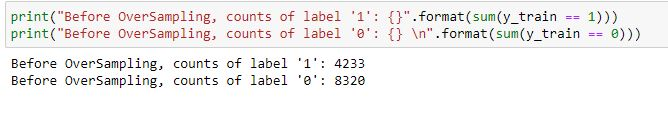 print("Before OverSampling, counts of label '1': {}".format(sum(y_train == 1)))
print("Before OverSampling, counts of label '0': {} \n".format(sum(y_train == 0)))
Before OverSampling, counts of label '1': 4233
Before OverSampling, counts of label '0': 8320